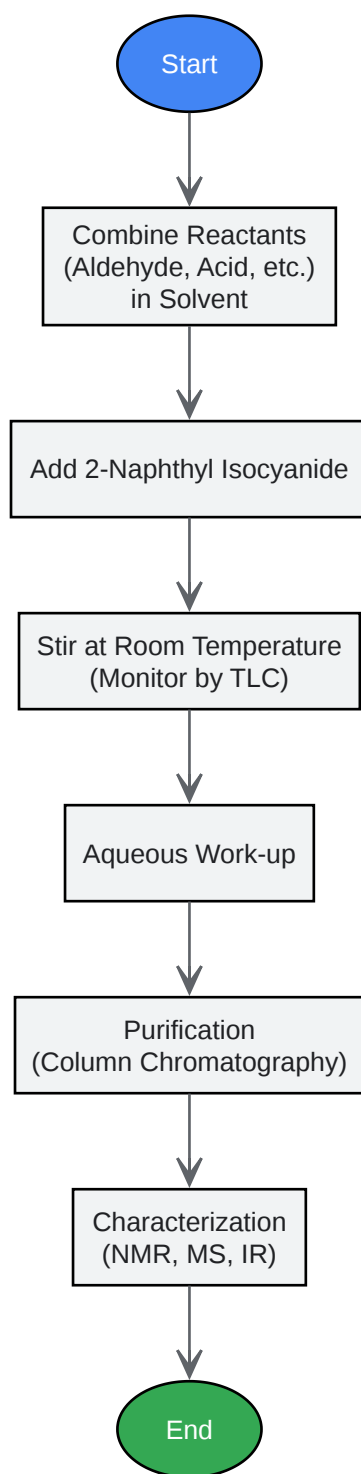 Start
Combine Reactants
(Aldehyde, Acid, etc.)
in Solvent
Add 2-Naphthyl Isocyanide
Stir at Room Temperature
(Monitor by TLC)
Aqueous Work-up
Purification
(Column Chromatography)
Characterization
(NMR, MS, IR)
End